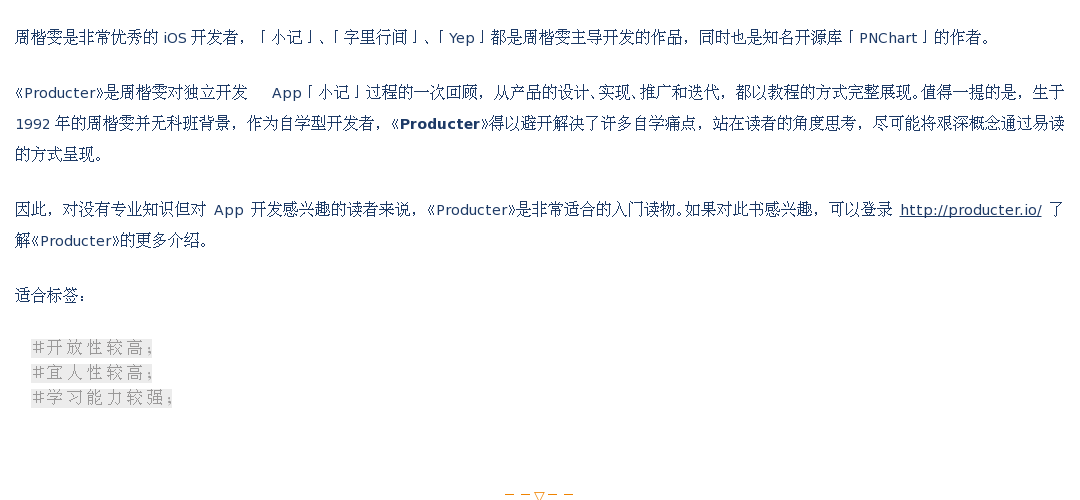 周楷雯是非常优秀的 iOS 开发者，「小记」、「字里行间」、「Yep」都是周楷雯主导开发的作品，同时也是知名开源库「PNChart」的作者。
《Producter》是周楷雯对独立开发 App「小记」过程的一次回顾，从产品的设计、实现、推广和迭代，都以教程的方式完整展现。值得一提的是，生于
1992 年的周楷雯并无科班背景，作为自学型开发者，《Producter》得以避开解决了许多自学痛点，站在读者的角度思考，尽可能将艰深概念通过易读
的方式呈现。
因此，对没有专业知识但对 App 开发感兴趣的读者来说，《Producter》是非常适合的入门读物。如果对此书感兴趣，可以登录 http://producter.io/ 了
解《Producter》的更多介绍。
适合标签：
#开放性较高；
#宜人性较高；
#学习能力较强；
－－▽－－